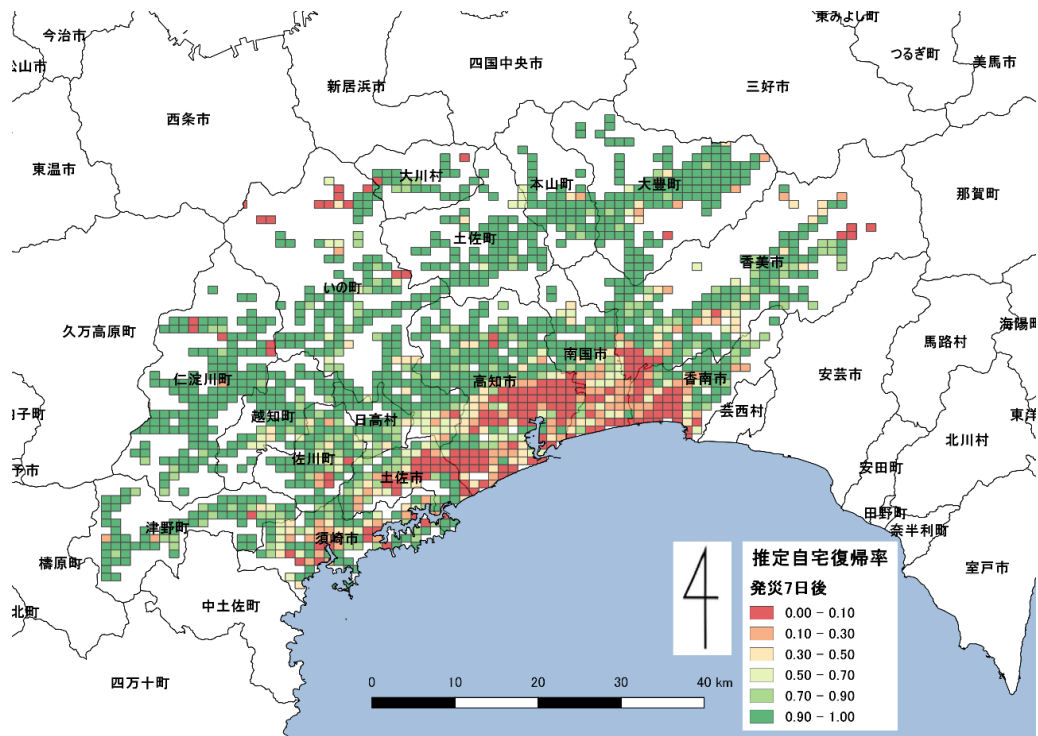 東みよし町
今治市
つるぎ町
四国中央市
美馬市
松山市
新居浜市
三好市
西条市
東温市
大川村
本山町
大豊町
那賀町
土佐町
香美市
いの町
海陽町
久万高原町
馬路村
南国市
仁淀川町
高知市
香南市
安芸市
越知町
日高村
芸西村
東洋
北川村
佐川町
予市
土佐市
安田町
田野町
津野町
奈半利町
須崎市
檮原町
室戸市
中土佐町
北町
四万十町
推定自宅復帰率
発災7日後
0.00 - 0.10
0.10 - 0.30
0.30 - 0.50
0.50 - 0.70
0.70 - 0.90
0.90 - 1.00
0 10 20 30 40 km